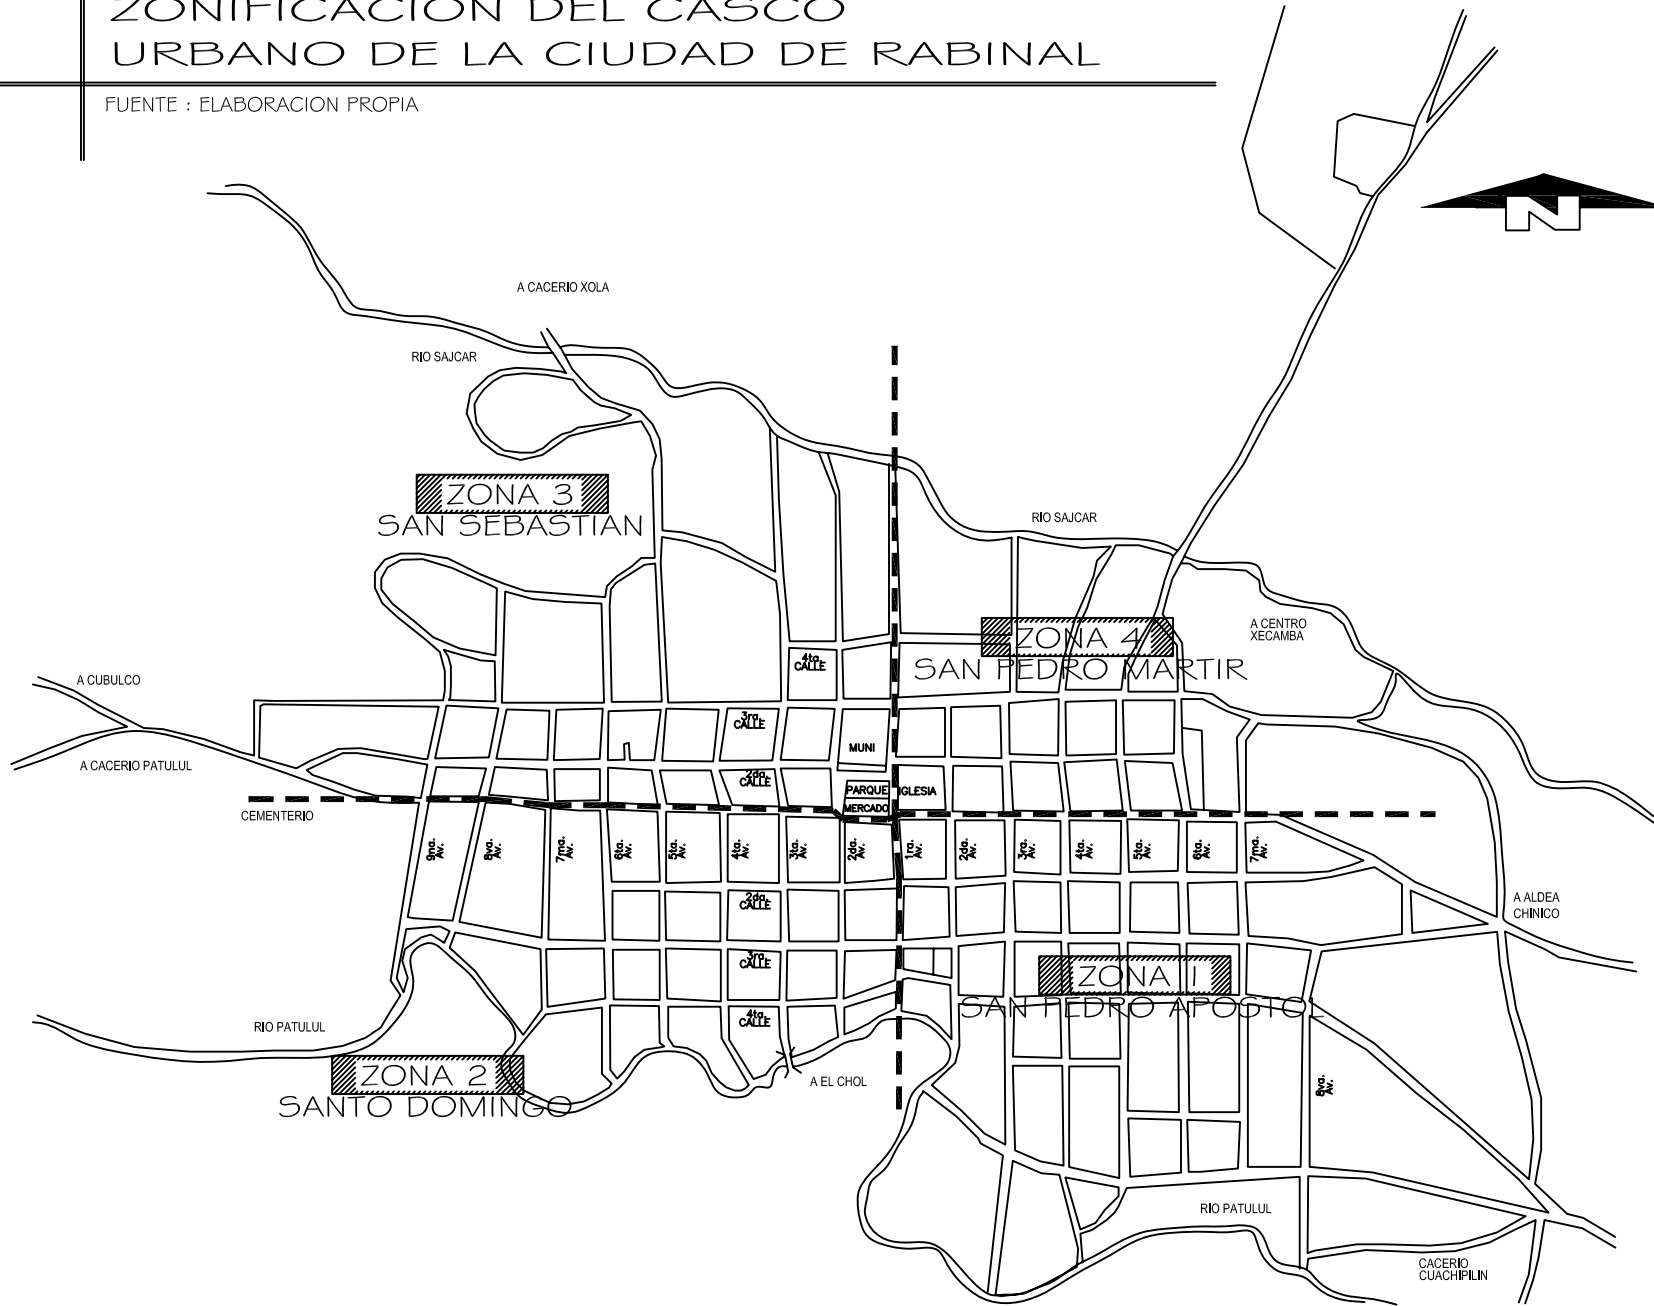 ZONIFICACION DEL CASCO
URBANO DE LA CIUDAD DE RABINAL
FUENTE : ELABORACION PROPIA
N
A CACERIO XOLA
RIO SAJCAR
ZONA 3
SAN SEBASTIAN
RIO SAJCAR
A CENTRO
XECAMBA
ZONA 4
SAN PEDRO MARTIR
4ta.
CALLE
A CUBULCO
3ra.
CALLE
MUNI
A CACERIO PATULUL
2da.
CALLE
PARQUE
IGLESIA
MERCADO
CEMENTERIO
9na.
Av.
8va.
Av.
7ma.
Av.
6ta.
Av.
5ta.
Av.
4ta.
Av.
3ta.
Av.
2da.
Av.
1ra.
Av.
2da.
Av.
3ra.
Av.
4ta.
Av.
5ta.
Av.
6ta.
Av.
7ma.
Av.
2da.
CALLE
A ALDEA
CHINICO
3ra.
CALLE
ZONA 1
SAN PEDRO APOSTOL
4ta.
CALLE
RIO PATULUL
ZONA 2
SANTO DOMINGO
A EL CHOL
8va.
Av.
RIO PATULUL
CACERIO
CUACHIPILIN